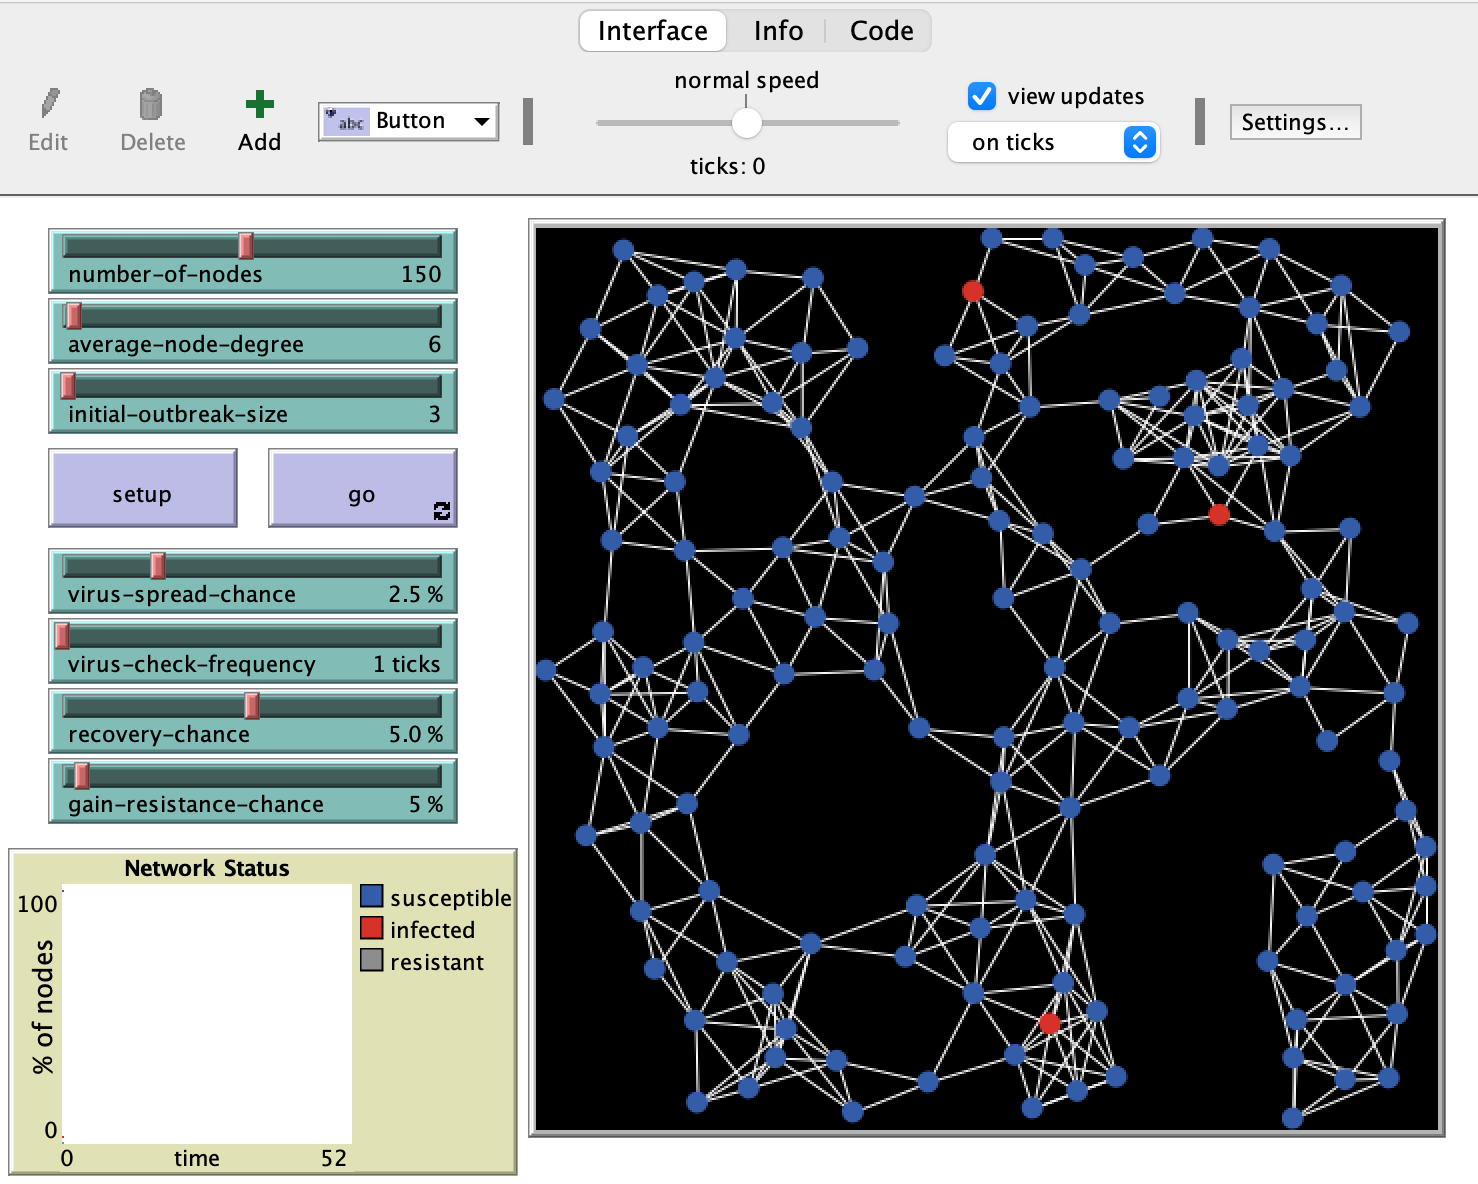 Interface Info Code
normal speed
Edit Delete Add abc Button view updates Settings...
on ticks
ticks: 0
number-of-nodes 150
average-node-degree 6
initial-outbreak-size 3
setup go
virus-spread-chance 2.5 %
virus-check-frequency 1 ticks
recovery-chance 5.0 %
gain-resistance-chance 5 %
Network Status
100
% of nodes
0
0 time 52
susceptible
infected
resistant